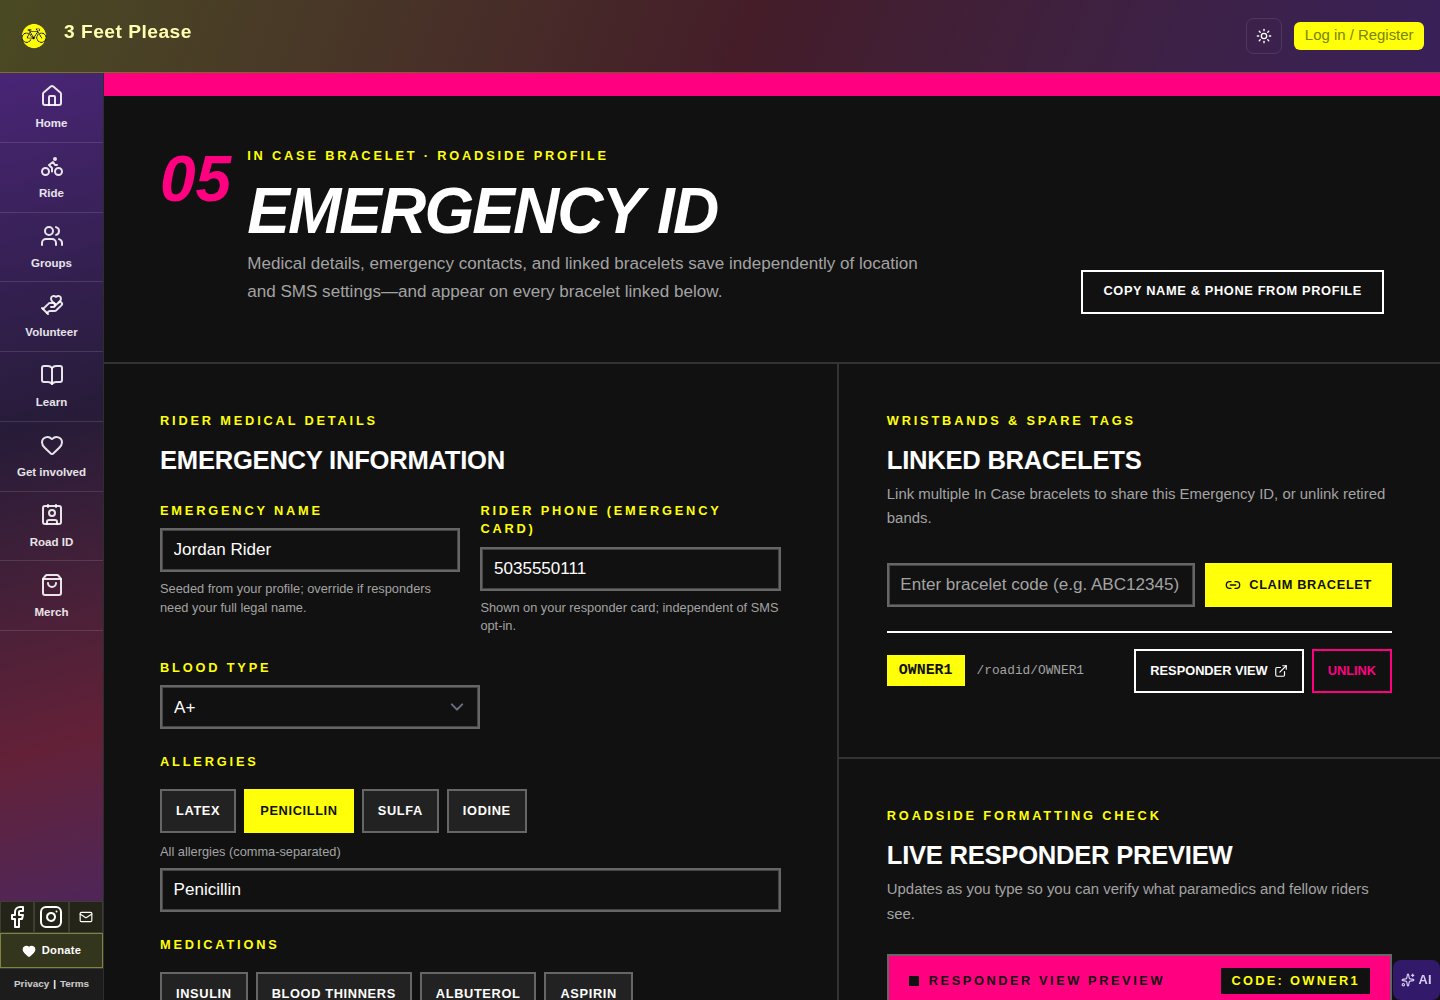 3 Feet Please
Log in / Register
Home
Ride
Groups
Volunteer
Learn
Get involved
Road ID
Merch
Donate
Privacy | Terms
05
IN CASE BRACELET · ROADSIDE PROFILE
EMERGENCY ID
Medical details, emergency contacts, and linked bracelets save independently of location
and SMS settings—and appear on every bracelet linked below.
COPY NAME & PHONE FROM PROFILE
RIDER MEDICAL DETAILS
EMERGENCY INFORMATION
EMERGENCY NAME
Jordan Rider
Seeded from your profile; override if responders
need your full legal name.
RIDER PHONE (EMERGENCY
CARD)
5035550111
Shown on your responder card; independent of SMS
opt-in.
BLOOD TYPE
A+
ALLERGIES
LATEX
PENICILLIN
SULFA
IODINE
All allergies (comma-separated)
Penicillin
MEDICATIONS
INSULIN
BLOOD THINNERS
ALBUTEROL
ASPIRIN
WRISTBANDS & SPARE TAGS
LINKED BRACELETS
Link multiple In Case bracelets to share this Emergency ID, or unlink retired
bands.
Enter bracelet code (e.g. ABC12345)
CLAIM BRACELET
OWNER1
/roadid/OWNER1
RESPONDER VIEW
UNLINK
ROADSIDE FORMATTING CHECK
LIVE RESPONDER PREVIEW
Updates as you type so you can verify what paramedics and fellow riders
see.
RESPONDER VIEW PREVIEW
CODE: OWNER1
AI